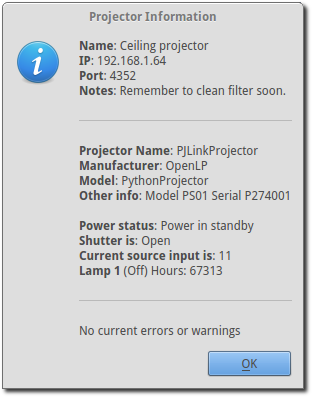 Projector Information
Name: Ceiling projector
IP: 192.168.1.64
Port: 4352
Notes: Remember to clean filter soon.
Projector Name: PJLinkProjector
Manufacturer: OpenLP
Model: PythonProjector
Other info: Model PS01 Serial P274001
Power status: Power in standby
Shutter is: Open
Current source input is: 11
Lamp 1 (Off) Hours: 67313
No current errors or warnings
OK